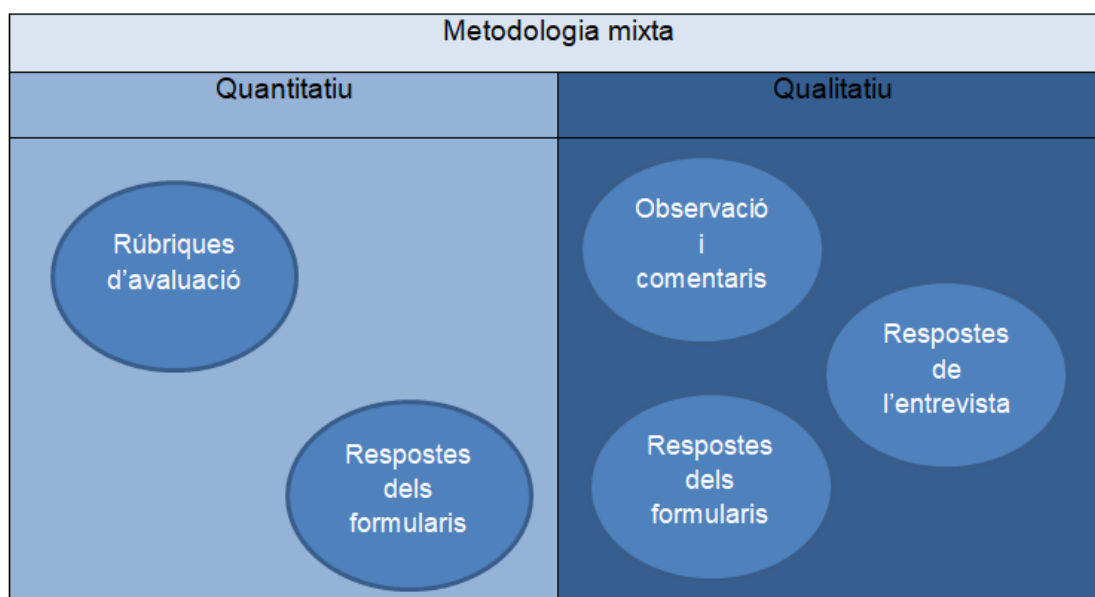 Metodologia mixta
Quantitatiu
Qualitatiu
Rúbriques
d’avaluació
Respostes
dels
formularis
Observació
i
comentaris
Respostes
de
l’entrevista
Respostes
dels
formularis